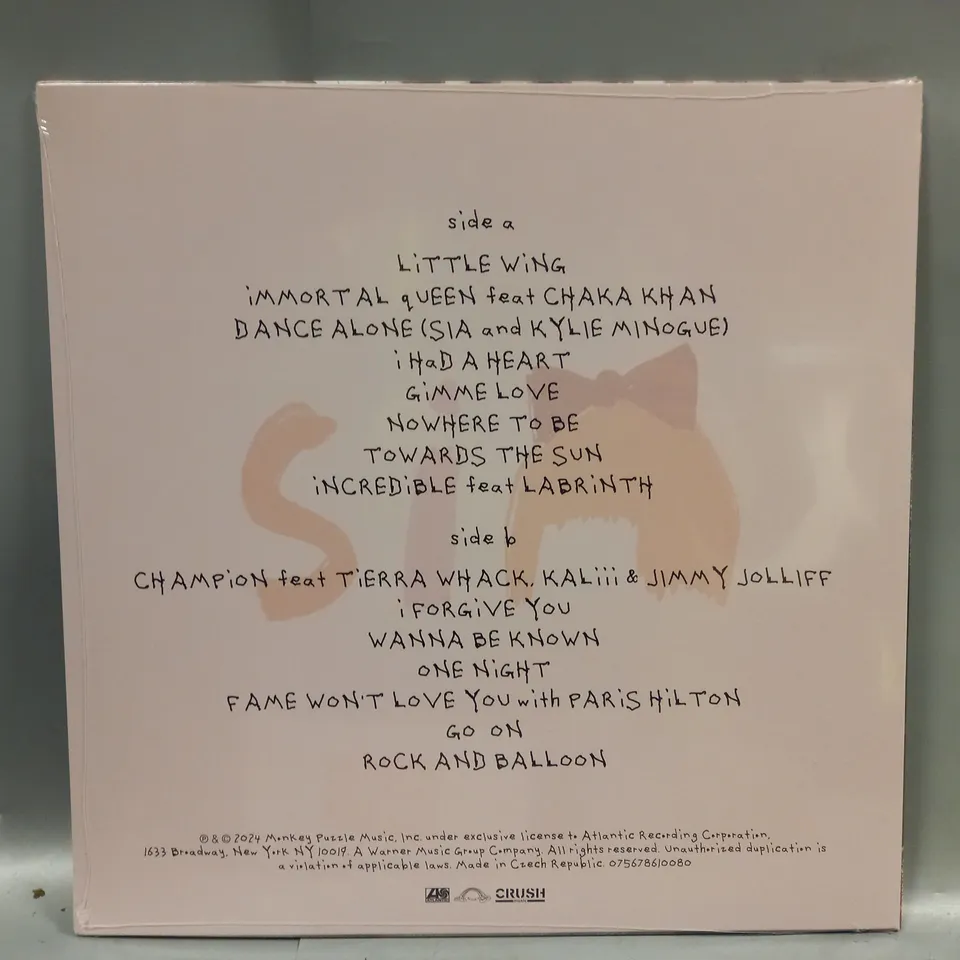 side a
LiTTLE WiNG
iMMORTAL qUEEN feat CHAKA KHAN
DANCE ALONE (SIA and KYLIE MINOGUE)
i HaD A HEART
GiMME LOVE
NOWHERE TO BE
TOWARDS THE SUN
iNCREDiBLE feat LABRiNTH
side b
CHAMPiON feat TiERRA WHACK, KALiii & JIMMY JOLLIFF
i FORGiVE YOU
WANNA BE KNOWN
ONE NiGHT
FAME WON'T LOVE YOU with PARiS HiLTON
GO ON
ROCK AND BALLOON
SIA
℗ & © 2024 Monkey Puzzle Music, Inc. under exclusive license to Atlantic Recording Corporation,
1633 Broadway, New York NY 10019. A Warner Music Group Company. All rights reserved. Unauthorized duplication is
a violation of applicable laws. Made in Czech Republic. 075678610080
CRUSH